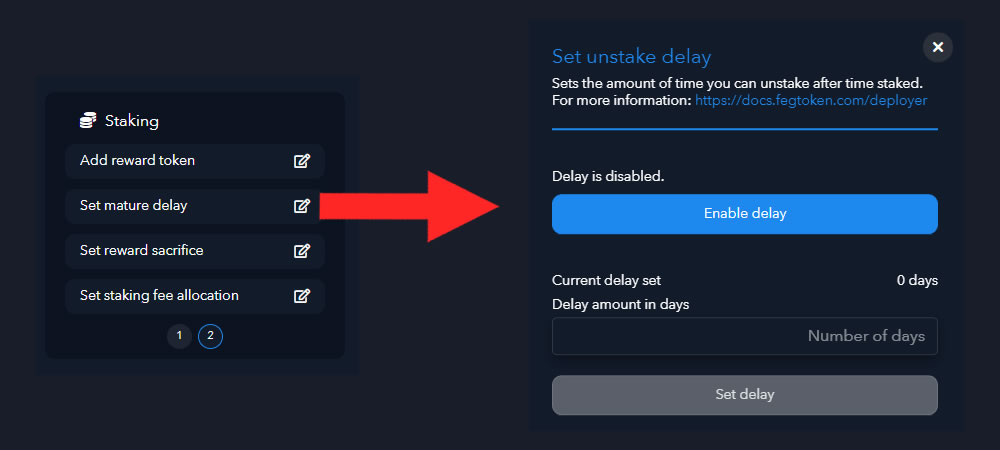 Staking
Add reward token
Set mature delay
Set reward sacrifice
Set staking fee allocation
1 2
Set unstake delay
Sets the amount of time you can unstake after time staked.
For more information: https://docs.fegtoken.com/deployer
Delay is disabled.
Enable delay
Current delay set 0 days
Delay amount in days
Number of days
Set delay